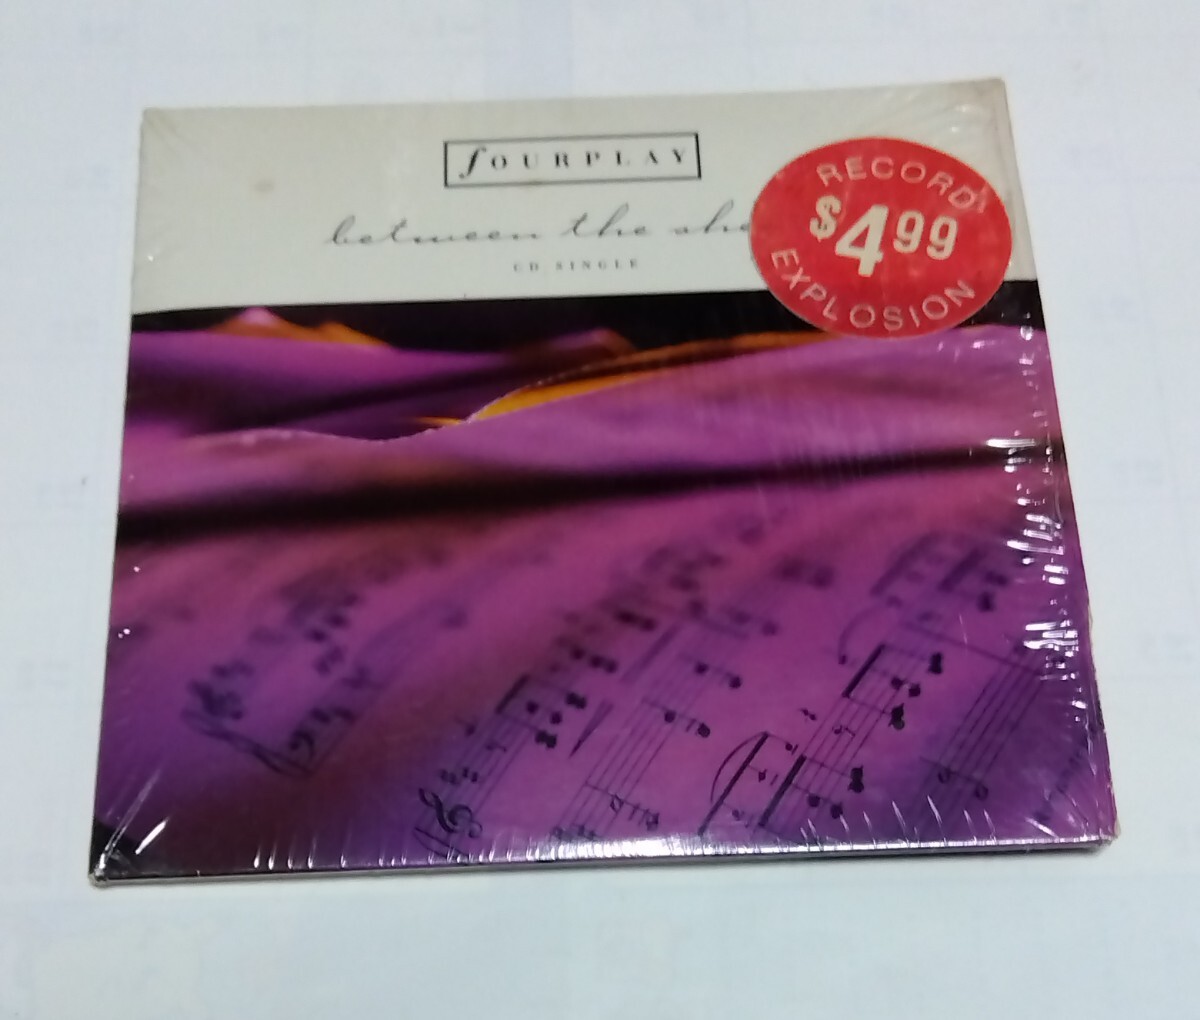 fOURPLAY
between the she
CD SINGLE
RECORD
$4.99
EXPLOSION